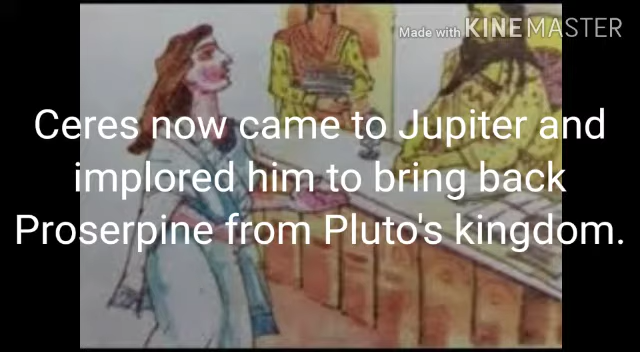 Made with KINEMASTER
Ceres now came to Jupiter and
implored him to bring back
Proserpine from Pluto's kingdom.